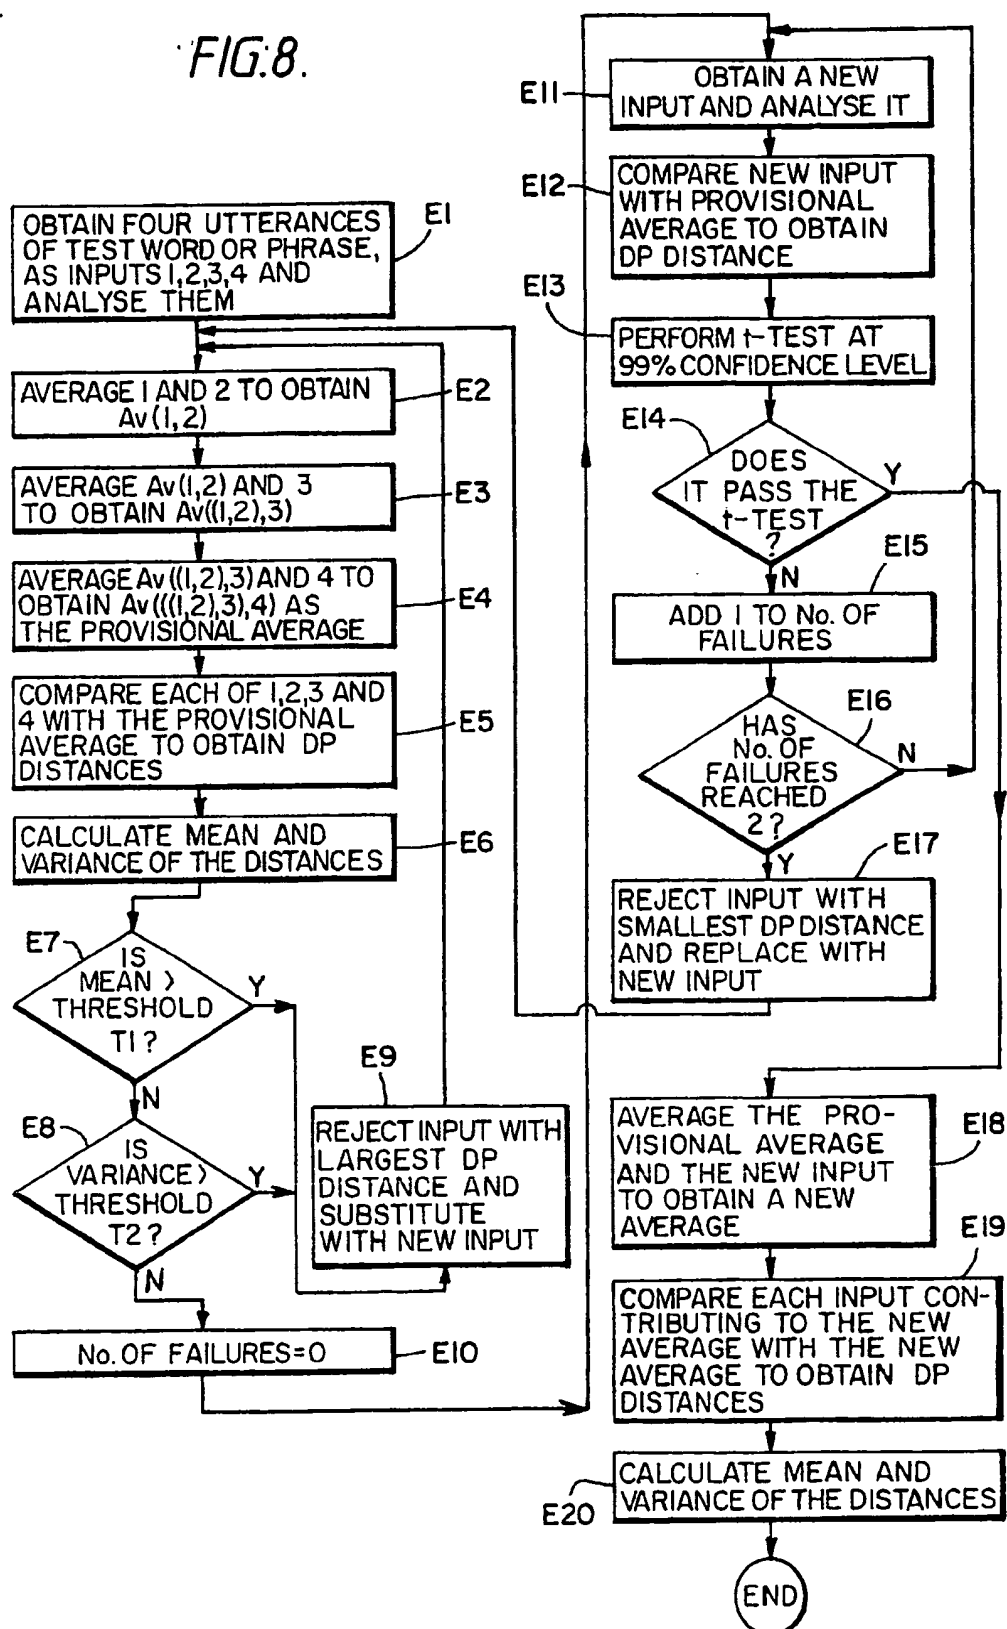 FIG.8.
OBTAIN FOUR UTTERANCES
OF TEST WORD OR PHRASE,
AS INPUTS 1,2,3,4 AND
ANALYSE THEM
E1
AVERAGE 1 AND 2 TO OBTAIN
Av(1,2)
E2
AVERAGE Av(1,2) AND 3
TO OBTAIN Av((1,2),3)
E3
AVERAGE Av((1,2),3) AND 4 TO
OBTAIN Av(((1,2),3),4) AS
THE PROVISIONAL AVERAGE
E4
COMPARE EACH OF 1,2,3 AND
4 WITH THE PROVISIONAL
AVERAGE TO OBTAIN DP
DISTANCES
E5
CALCULATE MEAN AND
VARIANCE OF THE DISTANCES
E6
E7
IS
MEAN >
THRESHOLD
T1?
Y
N
E8
IS
VARIANCE >
THRESHOLD
T2?
Y
N
E9
REJECT INPUT WITH
LARGEST DP
DISTANCE AND
SUBSTITUTE
WITH NEW INPUT
No. OF FAILURES=0
E10
E11
OBTAIN A NEW
INPUT AND ANALYSE IT
E12
COMPARE NEW INPUT
WITH PROVISIONAL
AVERAGE TO OBTAIN
DP DISTANCE
E13
PERFORM t-TEST AT
99% CONFIDENCE LEVEL
E14
DOES
IT PASS THE
t-TEST
?
Y
N
E15
ADD 1 TO No. OF
FAILURES
E16
HAS
No. OF
FAILURES
REACHED
2?
N
Y
E17
REJECT INPUT WITH
SMALLEST DP DISTANCE
AND REPLACE WITH
NEW INPUT
AVERAGE THE PRO-
VISIONAL AVERAGE
AND THE NEW INPUT
TO OBTAIN A NEW
AVERAGE
E18
E19
COMPARE EACH INPUT CON-
TRIBUTING TO THE NEW
AVERAGE WITH THE NEW
AVERAGE TO OBTAIN DP
DISTANCES
CALCULATE MEAN AND
VARIANCE OF THE DISTANCES
E20
END